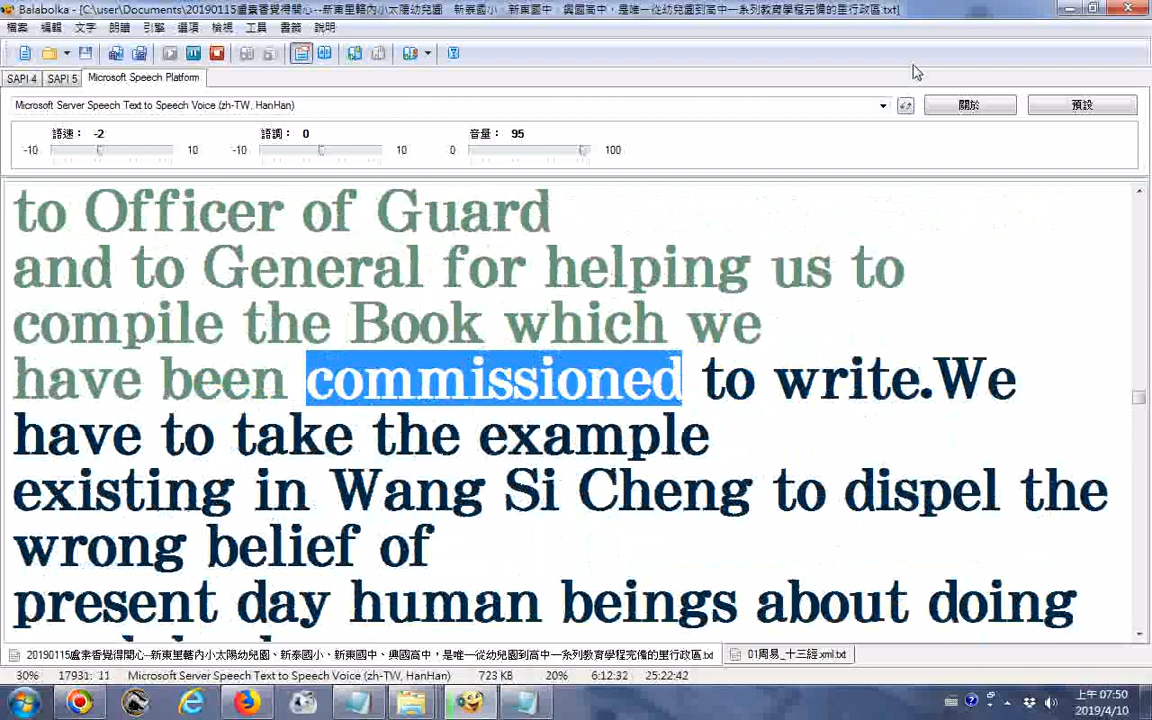 Balabolka - [C:\user\Documents\20190115盧素香覺得開心--新東里轄內小太陽幼兒園、新泰國小、新東國中、興國高中，是唯一從幼兒園到高中一系列教育學程完備的里行政區.txt]
檔案 編輯 文字 朗讀 引擎 選項 檢視 工具 書籤 說明
SAPI 4 SAPI 5 Microsoft Speech Platform
Microsoft Server Speech Text to Speech Voice (zh-TW, HanHan) 關於 預設
語速： -2 語調： 0 音量： 95
-10 10 -10 10 0 100
to Officer of Guard
and to General for helping us to
compile the Book which we
have been commissioned to write.We
have to take the example
existing in Wang Si Cheng to dispel the
wrong belief of
present day human beings about doing
20190115盧素香覺得開心--新東里轄內小太陽幼兒園、新泰國小、新東國中、興國高中，是唯一從幼兒園到高中一系列教育學程完備的里行政區.txt 01周易_十三經.xml.txt
30% 17931: 11 Microsoft Server Speech Text to Speech Voice (zh-TW, HanHan) 723 KB 20% 6:12:32 25:22:42
上午 07:50
2019/4/10